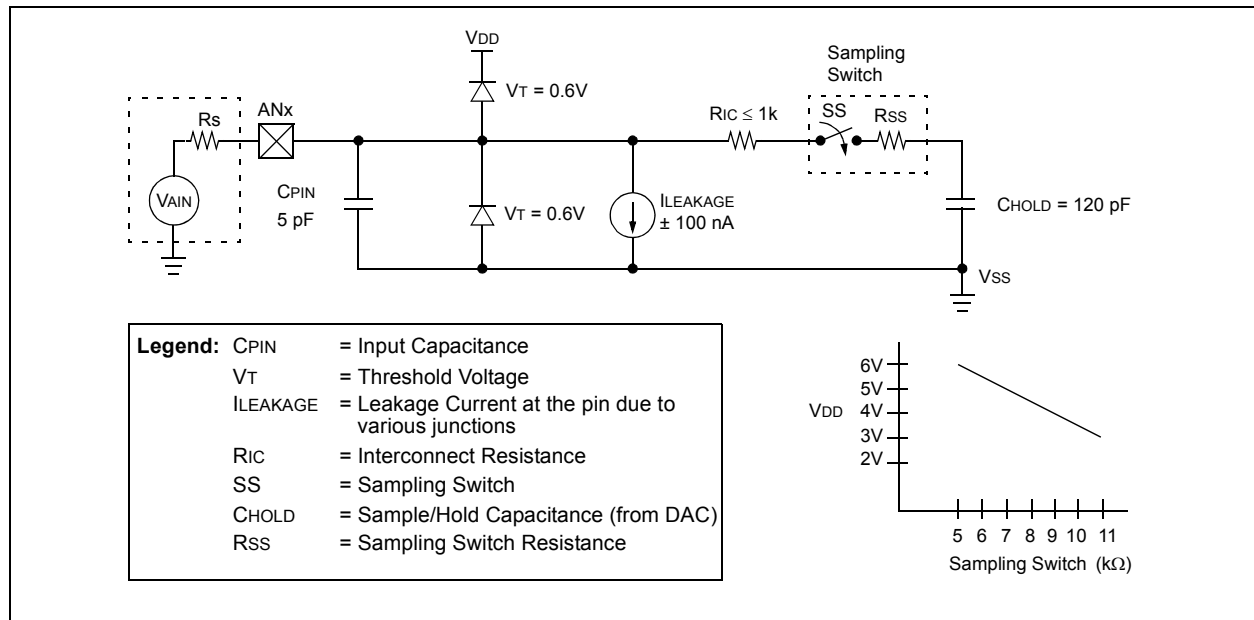 VDD
Sampling
Switch
VT = 0.6V
Rs
ANx
RIC ≤ 1k
SS
RSS
VAIN
CPIN
5 pF
VT = 0.6V
ILEAKAGE
± 100 nA
CHOLD = 120 pF
VSS
Legend: CPIN = Input Capacitance
VT = Threshold Voltage
ILEAKAGE = Leakage Current at the pin due to
various junctions
RIC = Interconnect Resistance
SS = Sampling Switch
CHOLD = Sample/Hold Capacitance (from DAC)
RSS = Sampling Switch Resistance
6V
5V
VDD
4V
3V
2V
5 6 7 8 9 10 11
Sampling Switch (kΩ)